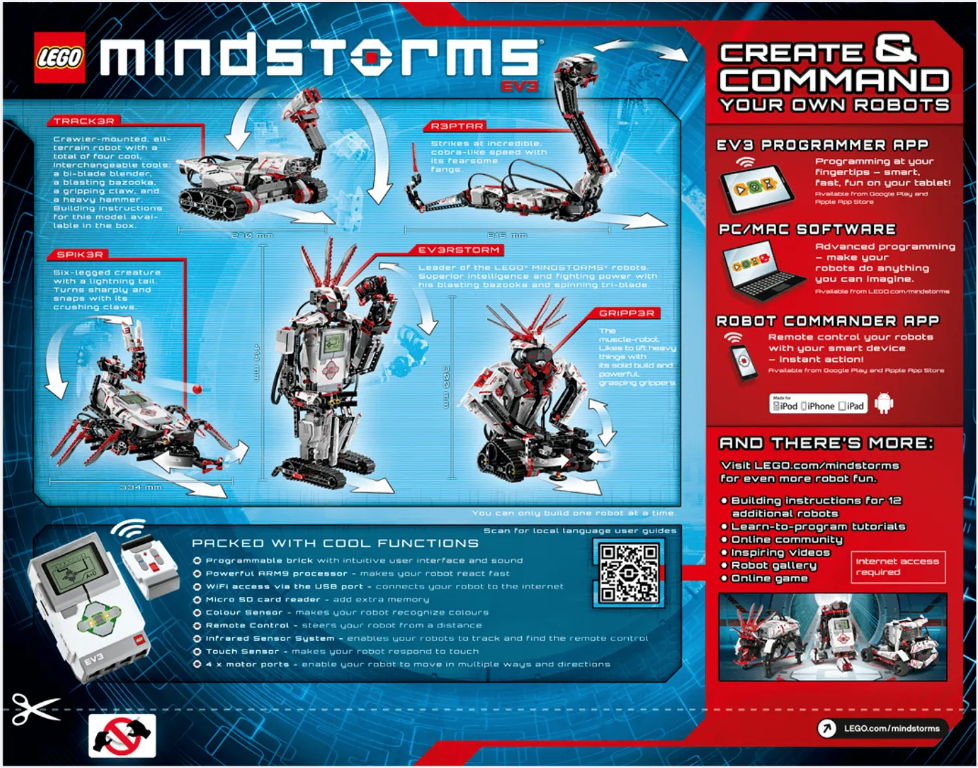 LEGO mindstorms
EV3
TRACK3R
Crawler-mounted, all-
terrain robot with a
total of four cool,
interchangeable tools:
a bi-blade blender,
a blasting bazooka,
a gripping claw, and
a heavy hammer.
Building instructions
for this model avai-
lable in the box.
R3PTAR
Strikes at incredible,
cobra-like speed with
its fearsome
fangs.
SPIK3R
Six-legged creature
with a lightning tail.
Turns sharply and
snaps with its
crushing claws.
334 mm
EV3RSTORM
Leader of the LEGO® MINDSTORMS® robots.
Superior intelligence and fighting power with
his blasting bazooka and spinning tri-blade.
GRIPP3R
The
muscle-robot.
Likes to lift heavy
things with
its solid build and
powerful,
grasping grippers.
You can only build one robot at a time.
Scan for local language user guides
PACKED WITH COOL FUNCTIONS
Programmable brick with intuitive user interface and sound
Powerful ARM9 processor - makes your robot react fast
WiFi access via the USB port - connects your robot to the internet
Micro SD card reader - add extra memory
Colour Sensor - makes your robot recognize colours
Remote Control - steers your robot from a distance
Infrared Sensor System - enables your robots to track and find the remote control
Touch Sensor - makes your robot respond to touch
4 x motor ports - enable your robot to move in multiple ways and directions
EV3
CREATE &
COMMAND
YOUR OWN ROBOTS
EV3 PROGRAMMER APP
Programming at your
fingertips – smart,
fast, fun on your tablet!
Available from Google Play and
Apple App Store
PC/MAC SOFTWARE
Advanced programming
– make your
robots do anything
you can imagine.
Available from LEGO.com/mindstorms
ROBOT COMMANDER APP
Remote control your robots
with your smart device
– instant action!
Available from Google Play and Apple App Store
Made for
iPod iPhone iPad
AND THERE'S MORE:
Visit LEGO.com/mindstorms
for even more robot fun.
• Building instructions for 12
additional robots
• Learn-to-program tutorials
• Online community
• Inspiring videos
• Robot gallery
• Online game
Internet access
required
LEGO.com/mindstorms